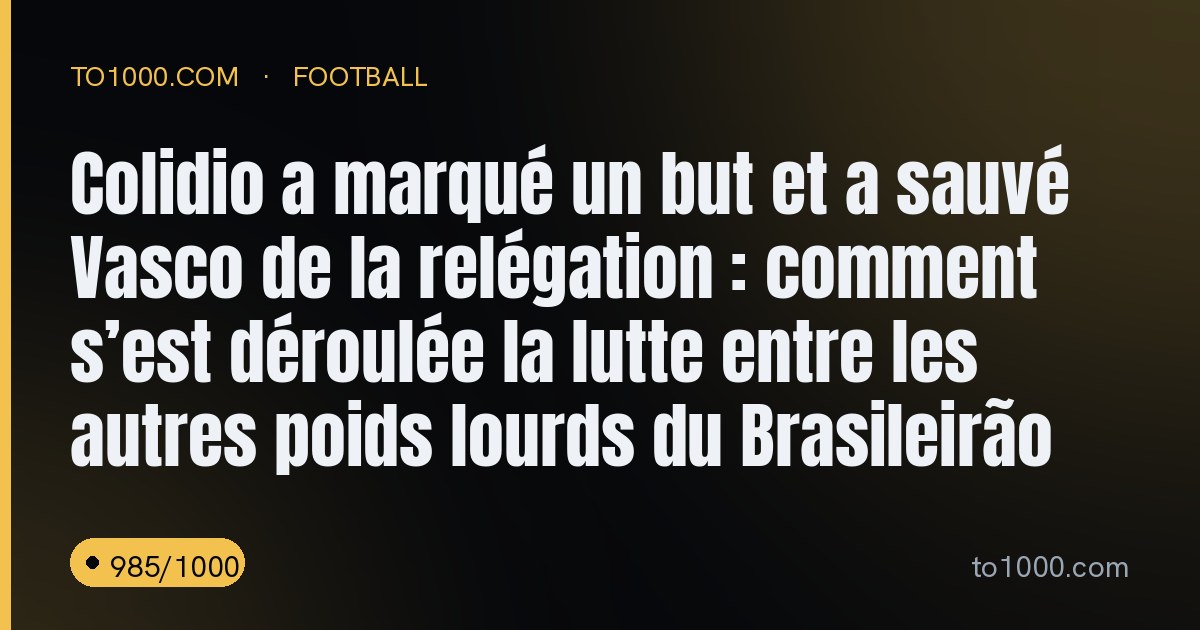 TO1000.COM · FOOTBALL
Colidio a marqué un but et a sauvé
Vasco de la relégation : comment
s’est déroulée la lutte entre les
autres poids lourds du Brasileirão
985/1000
to1000.com